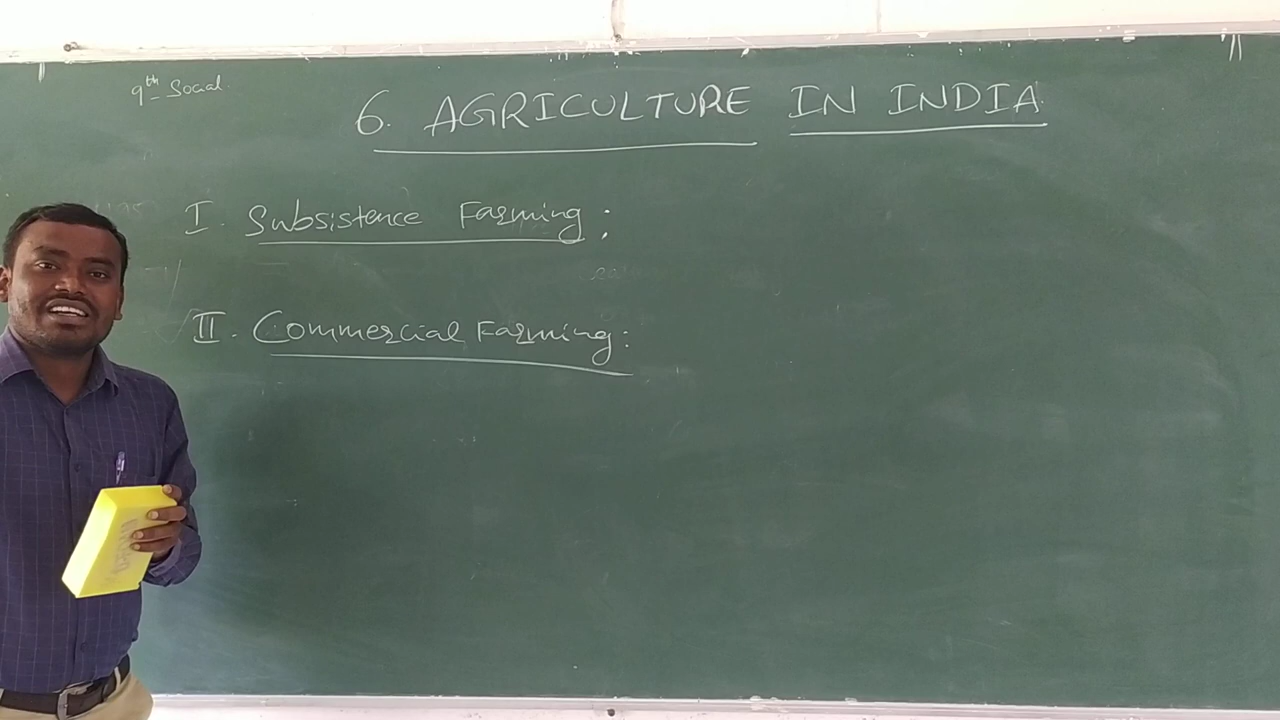 9th Social.
6. AGRICULTURE IN INDIA
I. Subsistence Farming:
II. Commercial Farming: